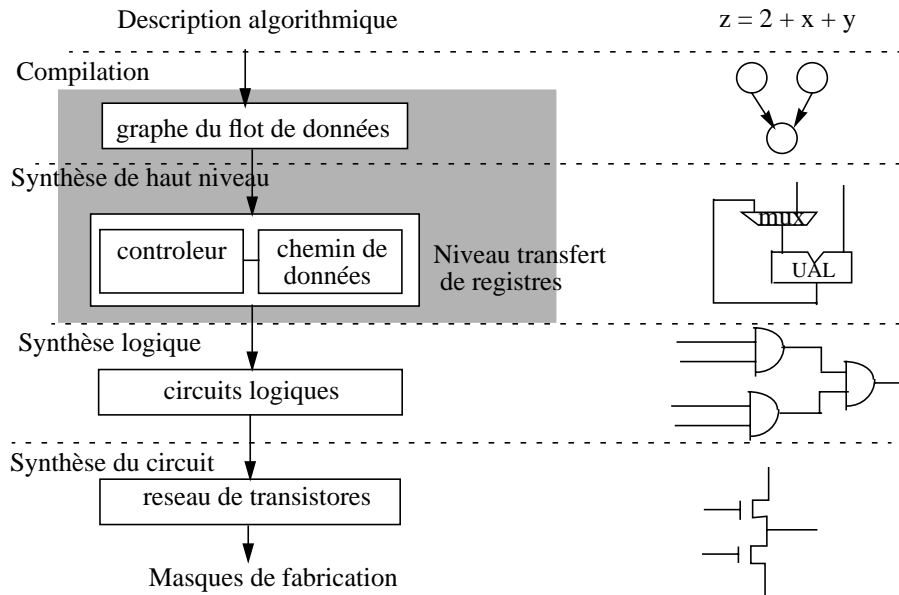 Description algorithmique
z = 2 + x + y
Compilation
graphe du flot de données
Synthèse de haut niveau
mux
controleur
chemin de
données
Niveau transfert
de registres
UAL
Synthèse logique
circuits logiques
Synthèse du circuit
reseau de transistores
Masques de fabrication